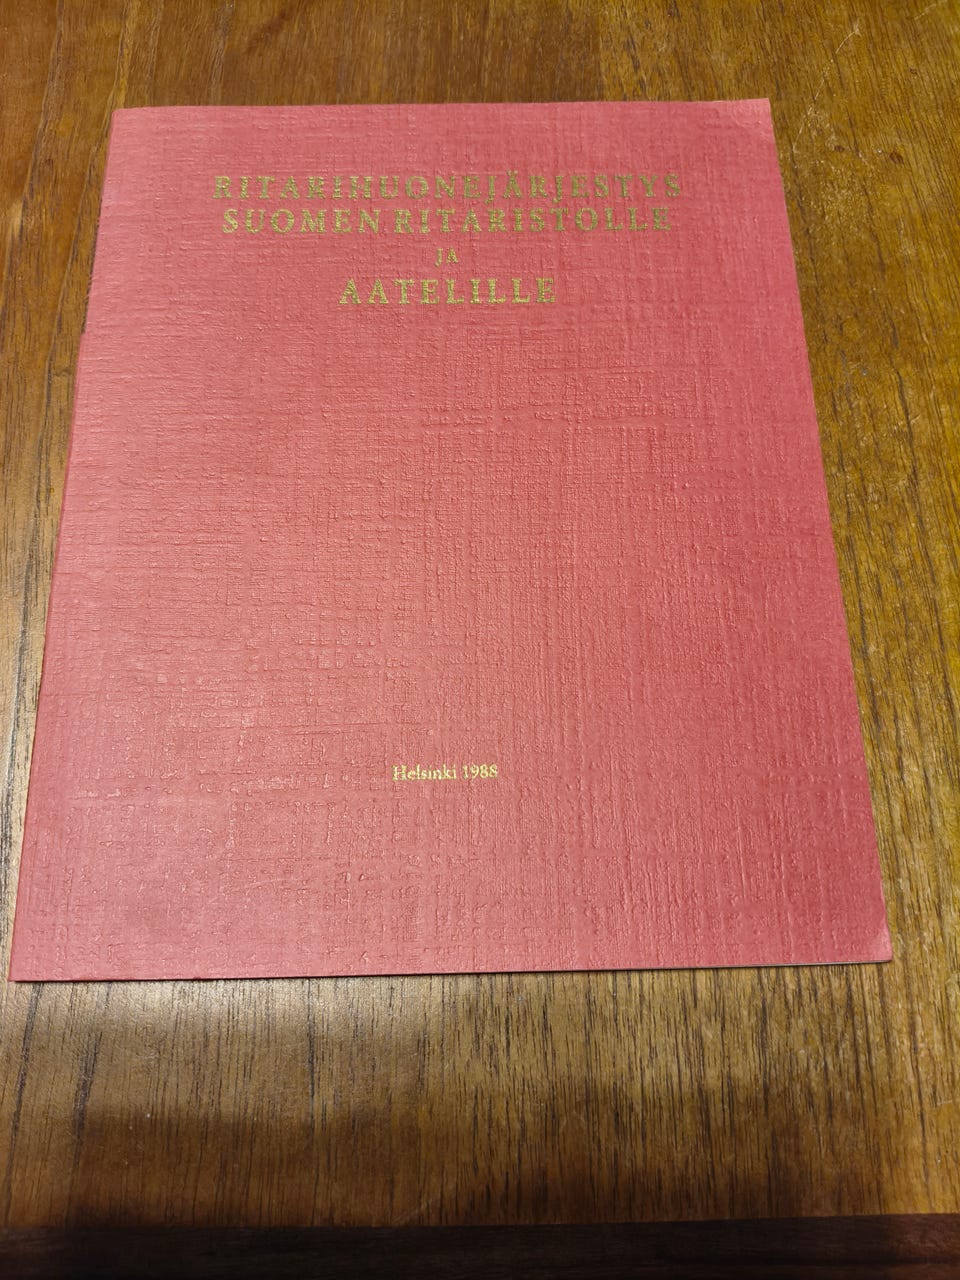 RITARIHUONEJÄRJESTYS
SUOMEN RITARISTOLLE
JA
AATELILLE
Helsinki 1988